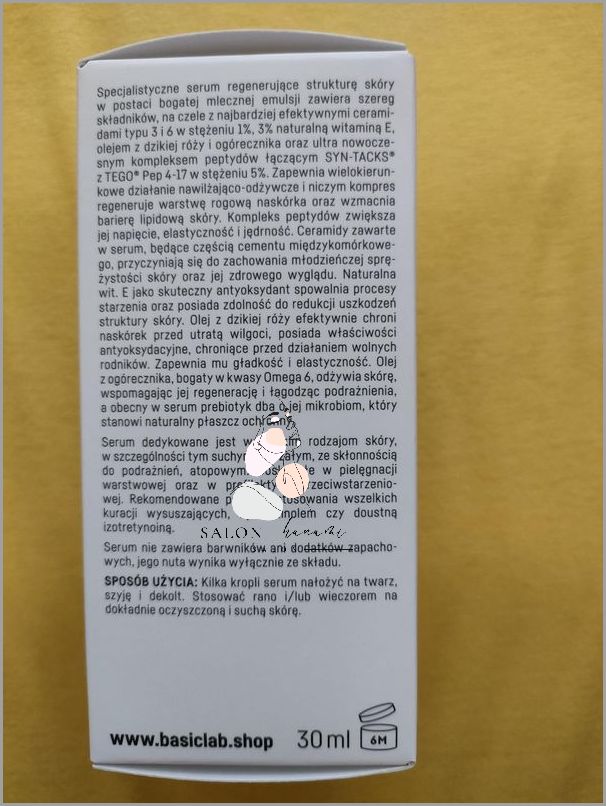 Specjalistyczne serum regenerujące strukturę skóry
w postaci bogatej mlecznej emulsji zawiera szereg
składników, na czele z najbardziej efektywnymi cerami-
dami typu 3 i 6 w stężeniu 1%, 3% naturalną witaminą E,
olejem z dzikiej róży i ogórecznika oraz ultra nowocze-
snym kompleksem peptydów łączącym SYN-TACKS®
z TEGO® Pep 4-17 w stężeniu 5%. Zapewnia wielokierun-
kowe działanie nawilżająco-odżywcze i niczym kompres
regeneruje warstwę rogową naskórka oraz wzmacnia
barierę lipidową skóry. Kompleks peptydów zwiększa
jej napięcie, elastyczność i jędrność. Ceramidy zawarte
w serum, będące częścią cementu międzykomórkowe-
go, przyczyniają się do zachowania młodzieńczej sprę-
żystości skóry oraz jej zdrowego wyglądu. Naturalna
wit. E jako skuteczny antyoksydant spowalnia procesy
starzenia oraz posiada zdolność do redukcji uszkodzeń
struktury skóry. Olej z dzikiej róży efektywnie chroni
naskórek przed utratą wilgoci, posiada właściwości
antyoksydacyjne, chroniące przed działaniem wolnych
rodników. Zapewnia mu gładkość i elastyczność. Olej
z ogórecznika, bogaty w kwasy Omega 6, odżywia skórę,
wspomagając jej regenerację i łagodząc podrażnienia,
a obecny w serum prebiotyk dba o jej mikrobiom, który
stanowi naturalny płaszcz ochronny.
Serum dedykowane jest rodzajom skóry,
w szczególności tym suchym ze skłonnością
do podrażnień, atopowym w pielęgnacji
warstwowej oraz w przeciwstarzenio-
wej. Rekomendowane stosowania wszelkich
kuracji wysuszających, czy doustną
izotretynoiną.
SALON
Serum nie zawiera barwników ani dodatków zapacho-
wych, jego nuta wynika wyłącznie ze składu.
SPOSÓB UŻYCIA: Kilka kropli serum nałożyć na twarz,
szyję i dekolt. Stosować rano i/lub wieczorem na
dokładnie oczyszczoną i suchą skórę.
www.basiclab.shop 30 ml 6M